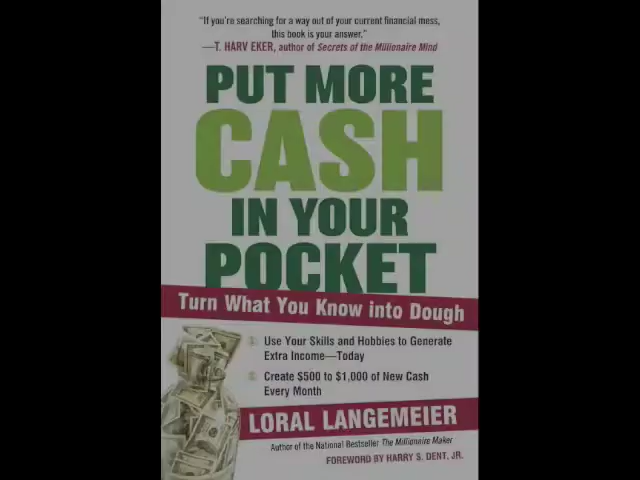 “If you’re searching for a way out of your current financial mess,
this book is your answer.”
—T. HARV EKER, author of Secrets of the Millionaire Mind
PUT MORE
CASH
IN YOUR
POCKET
Turn What You Know into Dough
Use Your Skills and Hobbies to Generate
Extra Income—Today
Create $500 to $1,000 of New Cash
Every Month
LORAL LANGEMEIER
Author of the National Bestseller The Millionaire Maker
FOREWORD BY HARRY S. DENT, JR.